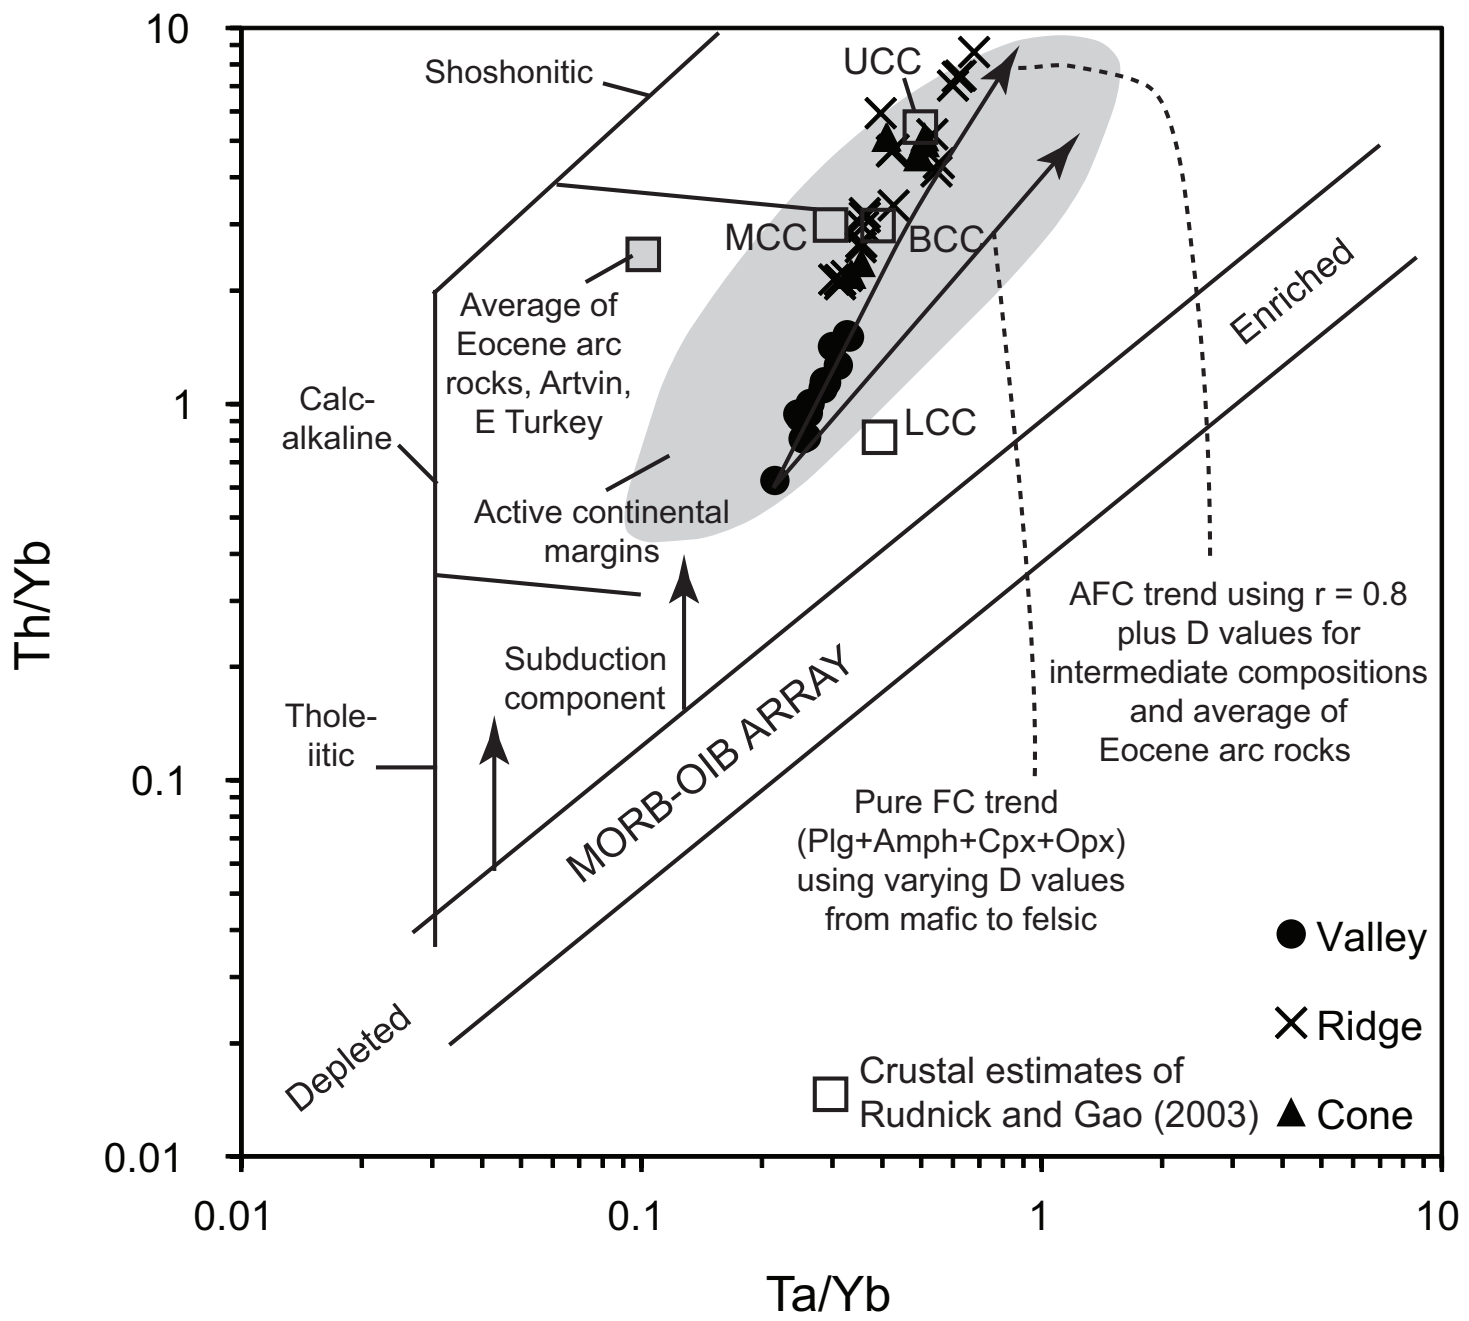 10
1
0.1
0.01
Th/Yb
0.01
0.1
1
10
Ta/Yb
Shoshonitic
UCC
MCC
BCC
LCC
Average of
Eocene arc
rocks, Artvin,
E Turkey
Calc-
alkaline
Active continental
margins
Subduction
component
Thole-
iitic
MORB-OIB ARRAY
Enriched
Depleted
AFC trend using r = 0.8
plus D values for
intermediate compositions
and average of
Eocene arc rocks
Pure FC trend
(Plg+Amph+Cpx+Opx)
using varying D values
from mafic to felsic
Valley
Ridge
Cone
Crustal estimates of
Rudnick and Gao (2003)